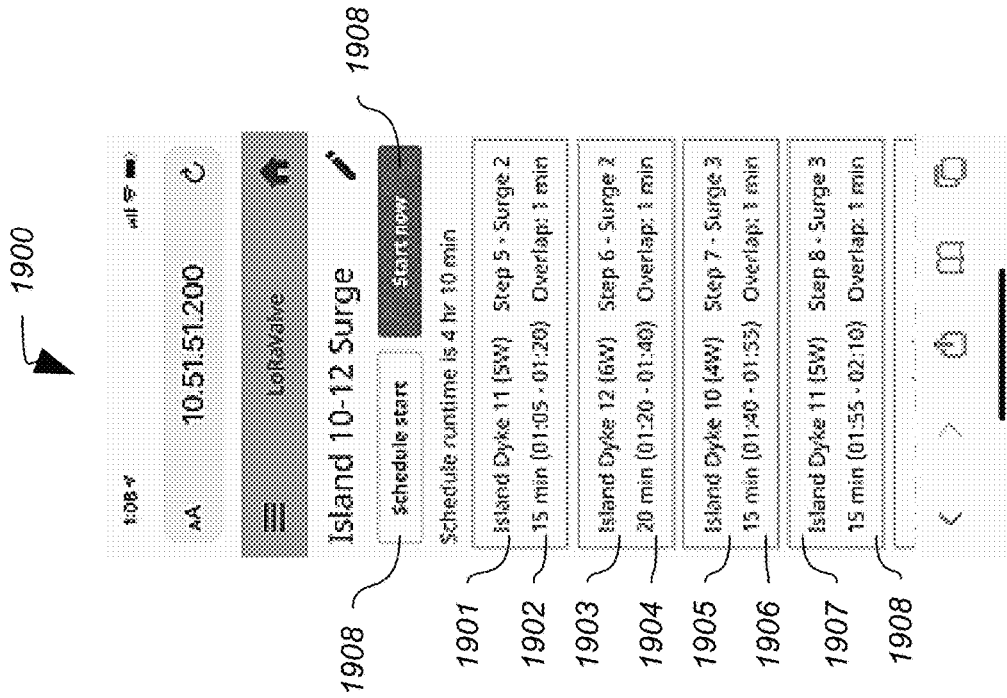 1900
1:08
AA 10.51.51.200
Island 10-12 Surge
1908 Schedule start Start now 1908
Schedule runtime is 4 hr 10 min
1901 Island Dyke 11 (5W) Step 5 - Surge 2
1902 15 min (01:05 - 01:20) Overlap: 1 min
1903 Island Dyke 12 (6W) Step 6 - Surge 2
1904 20 min (01:20 - 01:40) Overlap: 1 min
1905 Island Dyke 10 (4W) Step 7 - Surge 3
1906 15 min (01:40 - 01:55) Overlap: 1 min
1907 Island Dyke 11 (5W) Step 8 - Surge 3
1908 15 min (01:55 - 02:10) Overlap: 1 min